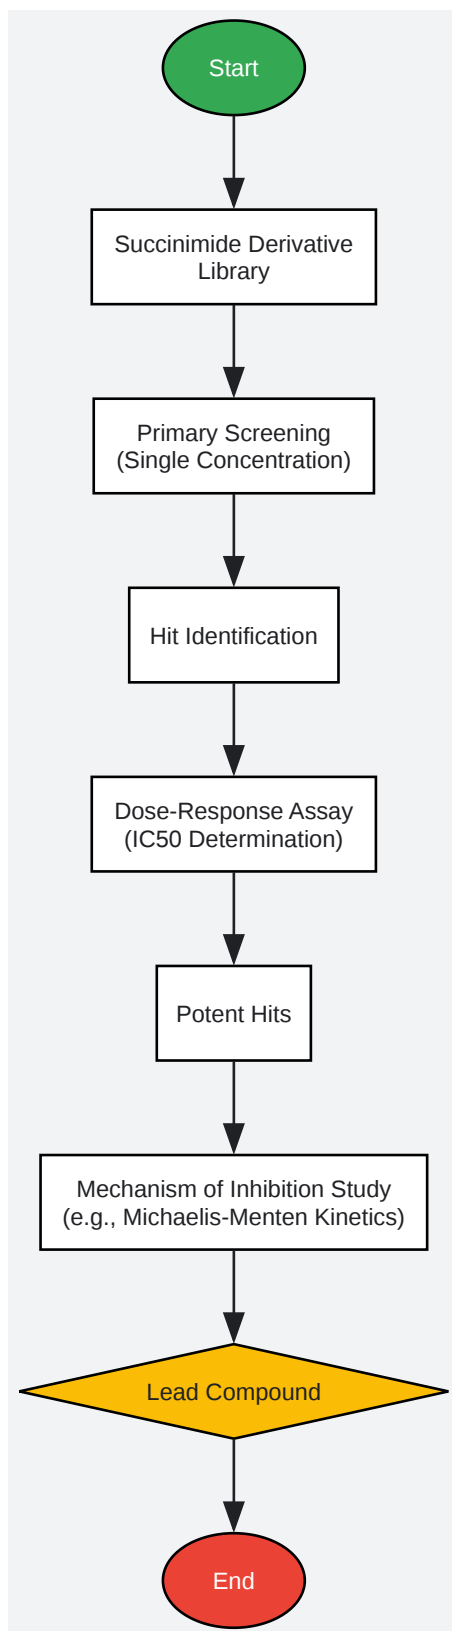 Start
Succinimide Derivative
Library
Primary Screening
(Single Concentration)
Hit Identification
Dose-Response Assay
(IC50 Determination)
Potent Hits
Mechanism of Inhibition Study
(e.g., Michaelis-Menten Kinetics)
Lead Compound
End